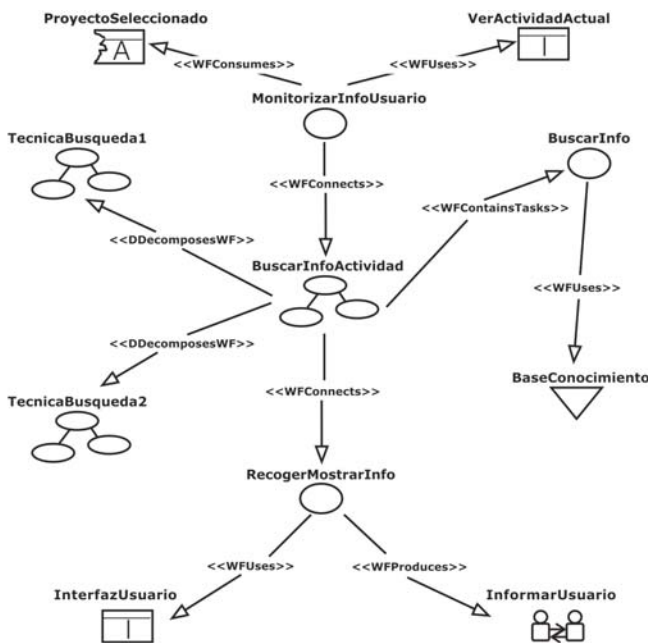 ProyectoSeleccionado
VerActividadActual
A
I
<<WFConsumes>>
<<WFUses>>
MonitorizarInfoUsuario
TecnicaBusqueda1
BuscarInfo
<<WFConnects>>
<<WFContainsTasks>>
<<DDecomposesWF>>
BuscarInfoActividad
<<WFUses>>
<<DDecomposesWF>>
BaseConocimiento
<<WFConnects>>
TecnicaBusqueda2
RecogerMostrarInfo
<<WFUses>>
<<WFProduces>>
InterfazUsuario
InformarUsuario
I